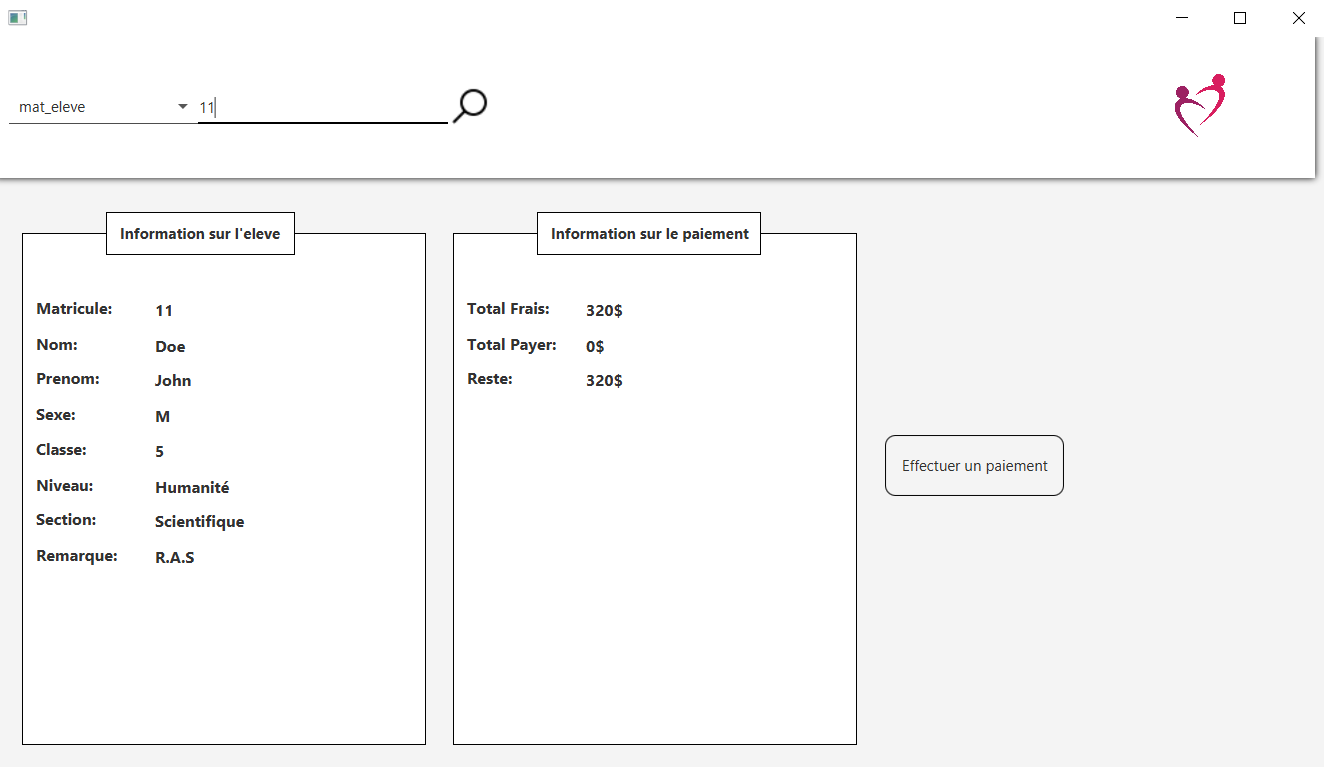 mat_eleve 11
Information sur l'eleve
Matricule: 11
Nom: Doe
Prenom: John
Sexe: M
Classe: 5
Niveau: Humanité
Section: Scientifique
Remarque: R.A.S
Information sur le paiement
Total Frais: 320$
Total Payer: 0$
Reste: 320$
Effectuer un paiement